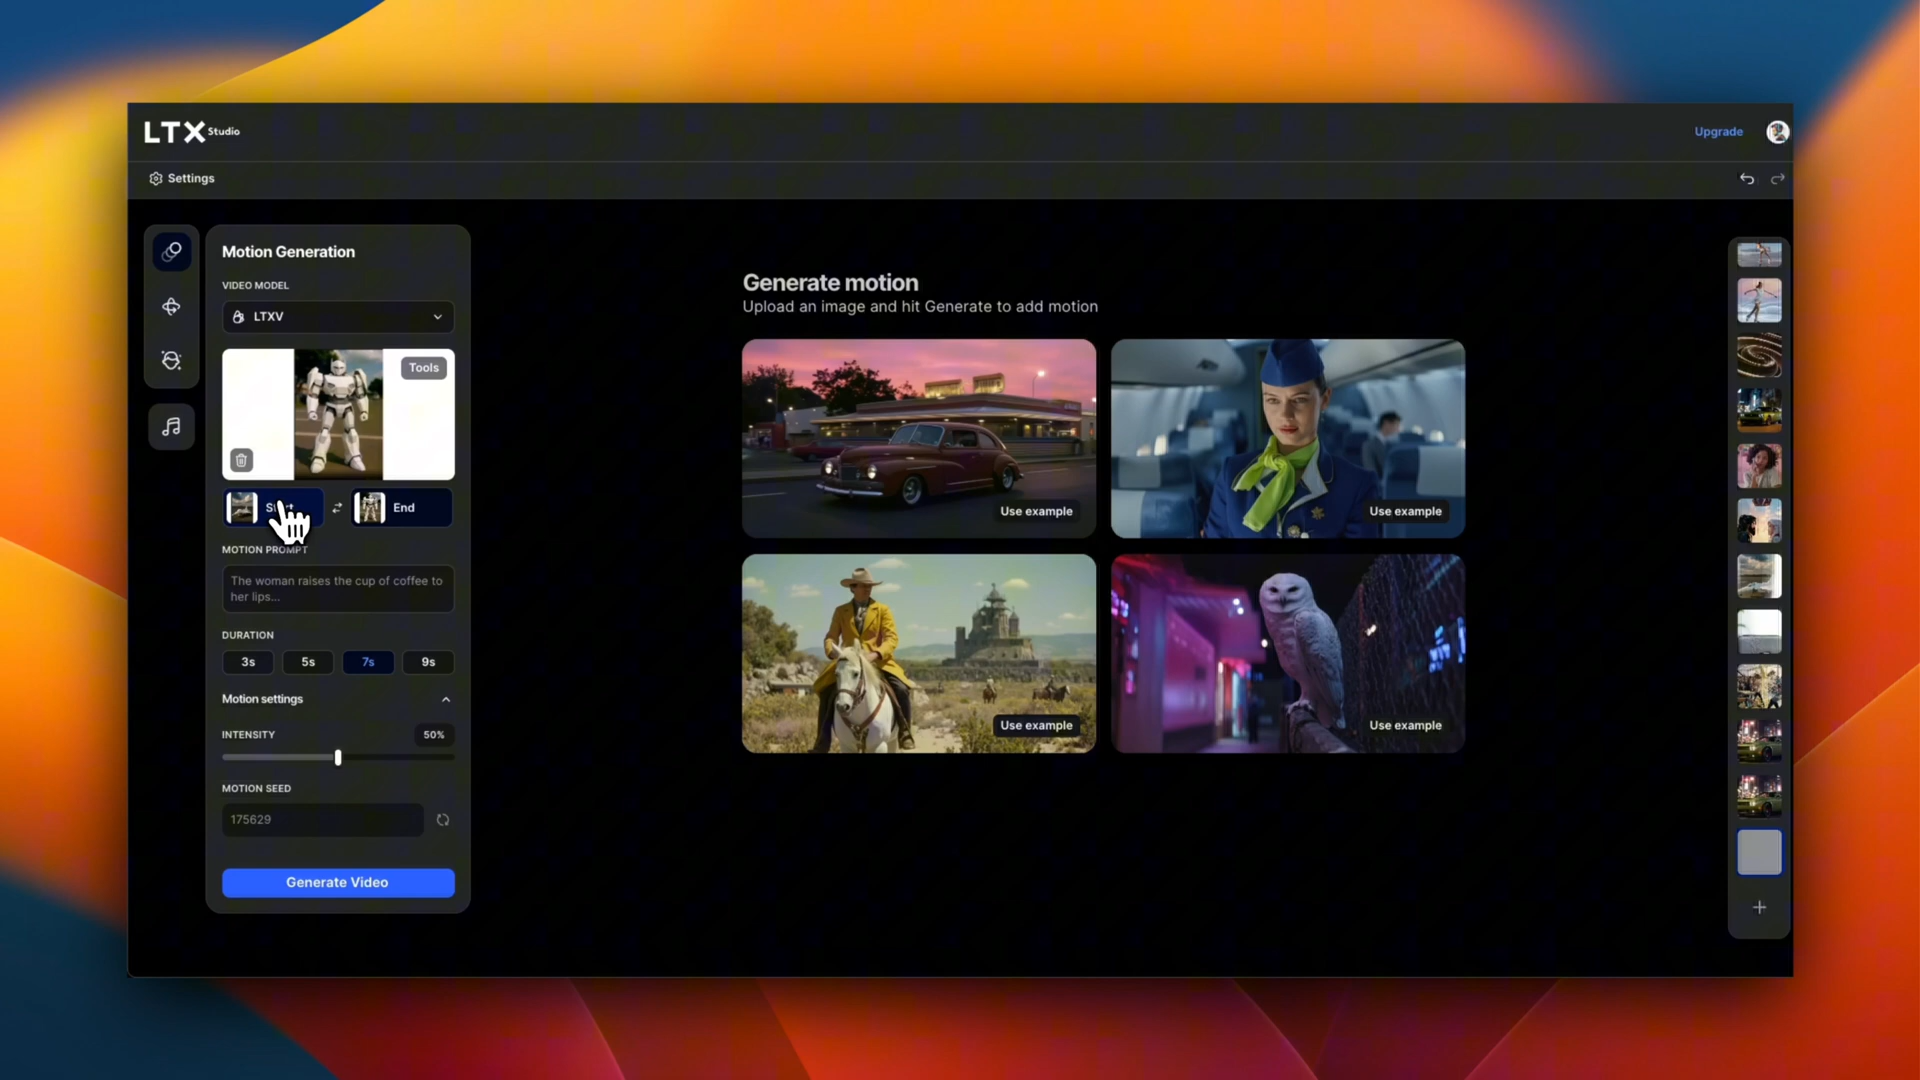 LTX Studio
Upgrade
Settings
Motion Generation
VIDEO MODEL
LTXV
Tools
End
MOTION PROMPT
The woman raises the cup of coffee to
her lips...
DURATION
3s 5s 7s 9s
Motion settings
INTENSITY 50%
MOTION SEED
175629
Generate Video
Generate motion
Upload an image and hit Generate to add motion
Use example
Use example
Use example
Use example